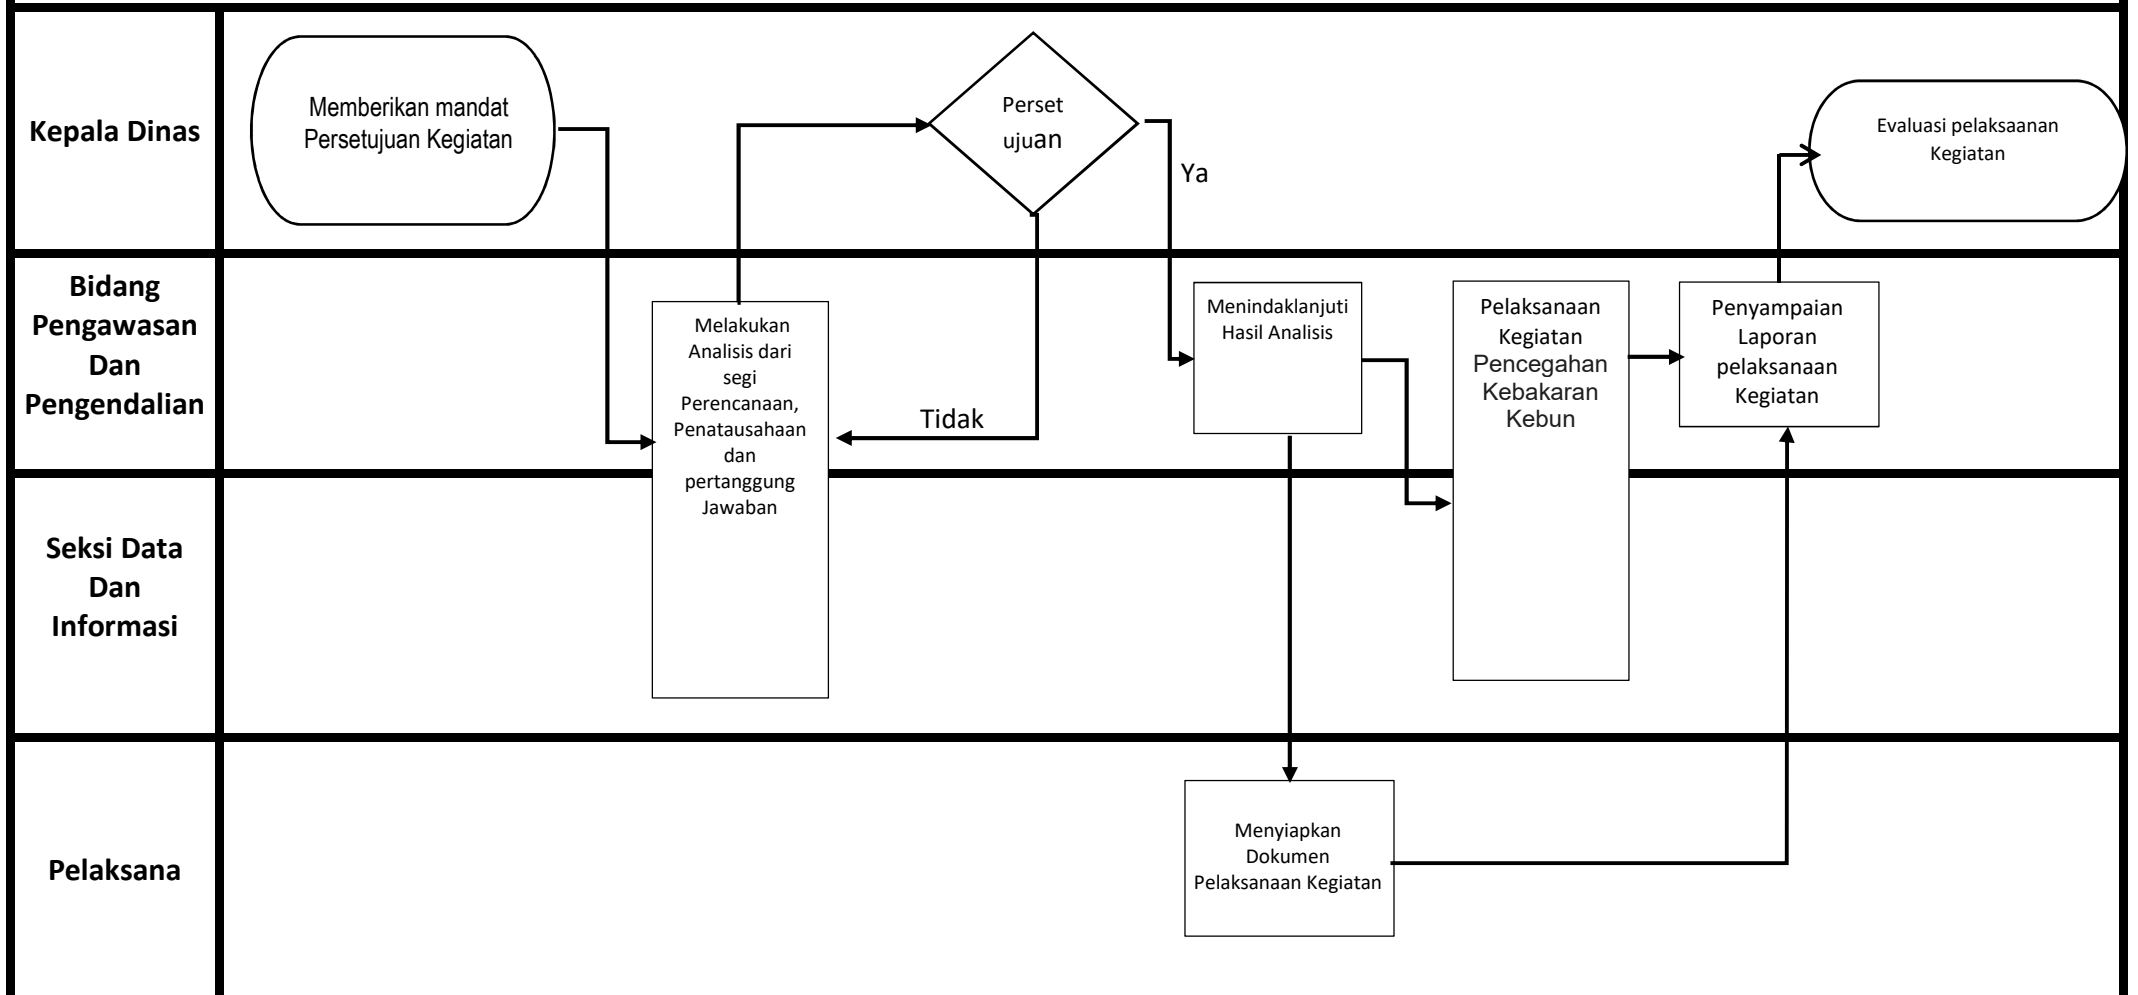 Kepala Dinas
Memberikan mandat
Persetujuan Kegiatan
Perset
ujuan
Ya
Evaluasi pelaksaanan
Kegiatan
Bidang
Pengawasan
Dan
Pengendalian
Melakukan
Analisis dari
segi
Perencanaan,
Penatausahaan
dan
pertanggung
Jawaban
Tidak
Menindaklanjuti
Hasil Analisis
Pelaksanaan
Kegiatan
Pencegahan
Kebakaran
Kebun
Penyampaian
Laporan
pelaksanaan
Kegiatan
Seksi Data
Dan
Informasi
Pelaksana
Menyiapkan
Dokumen
Pelaksanaan Kegiatan